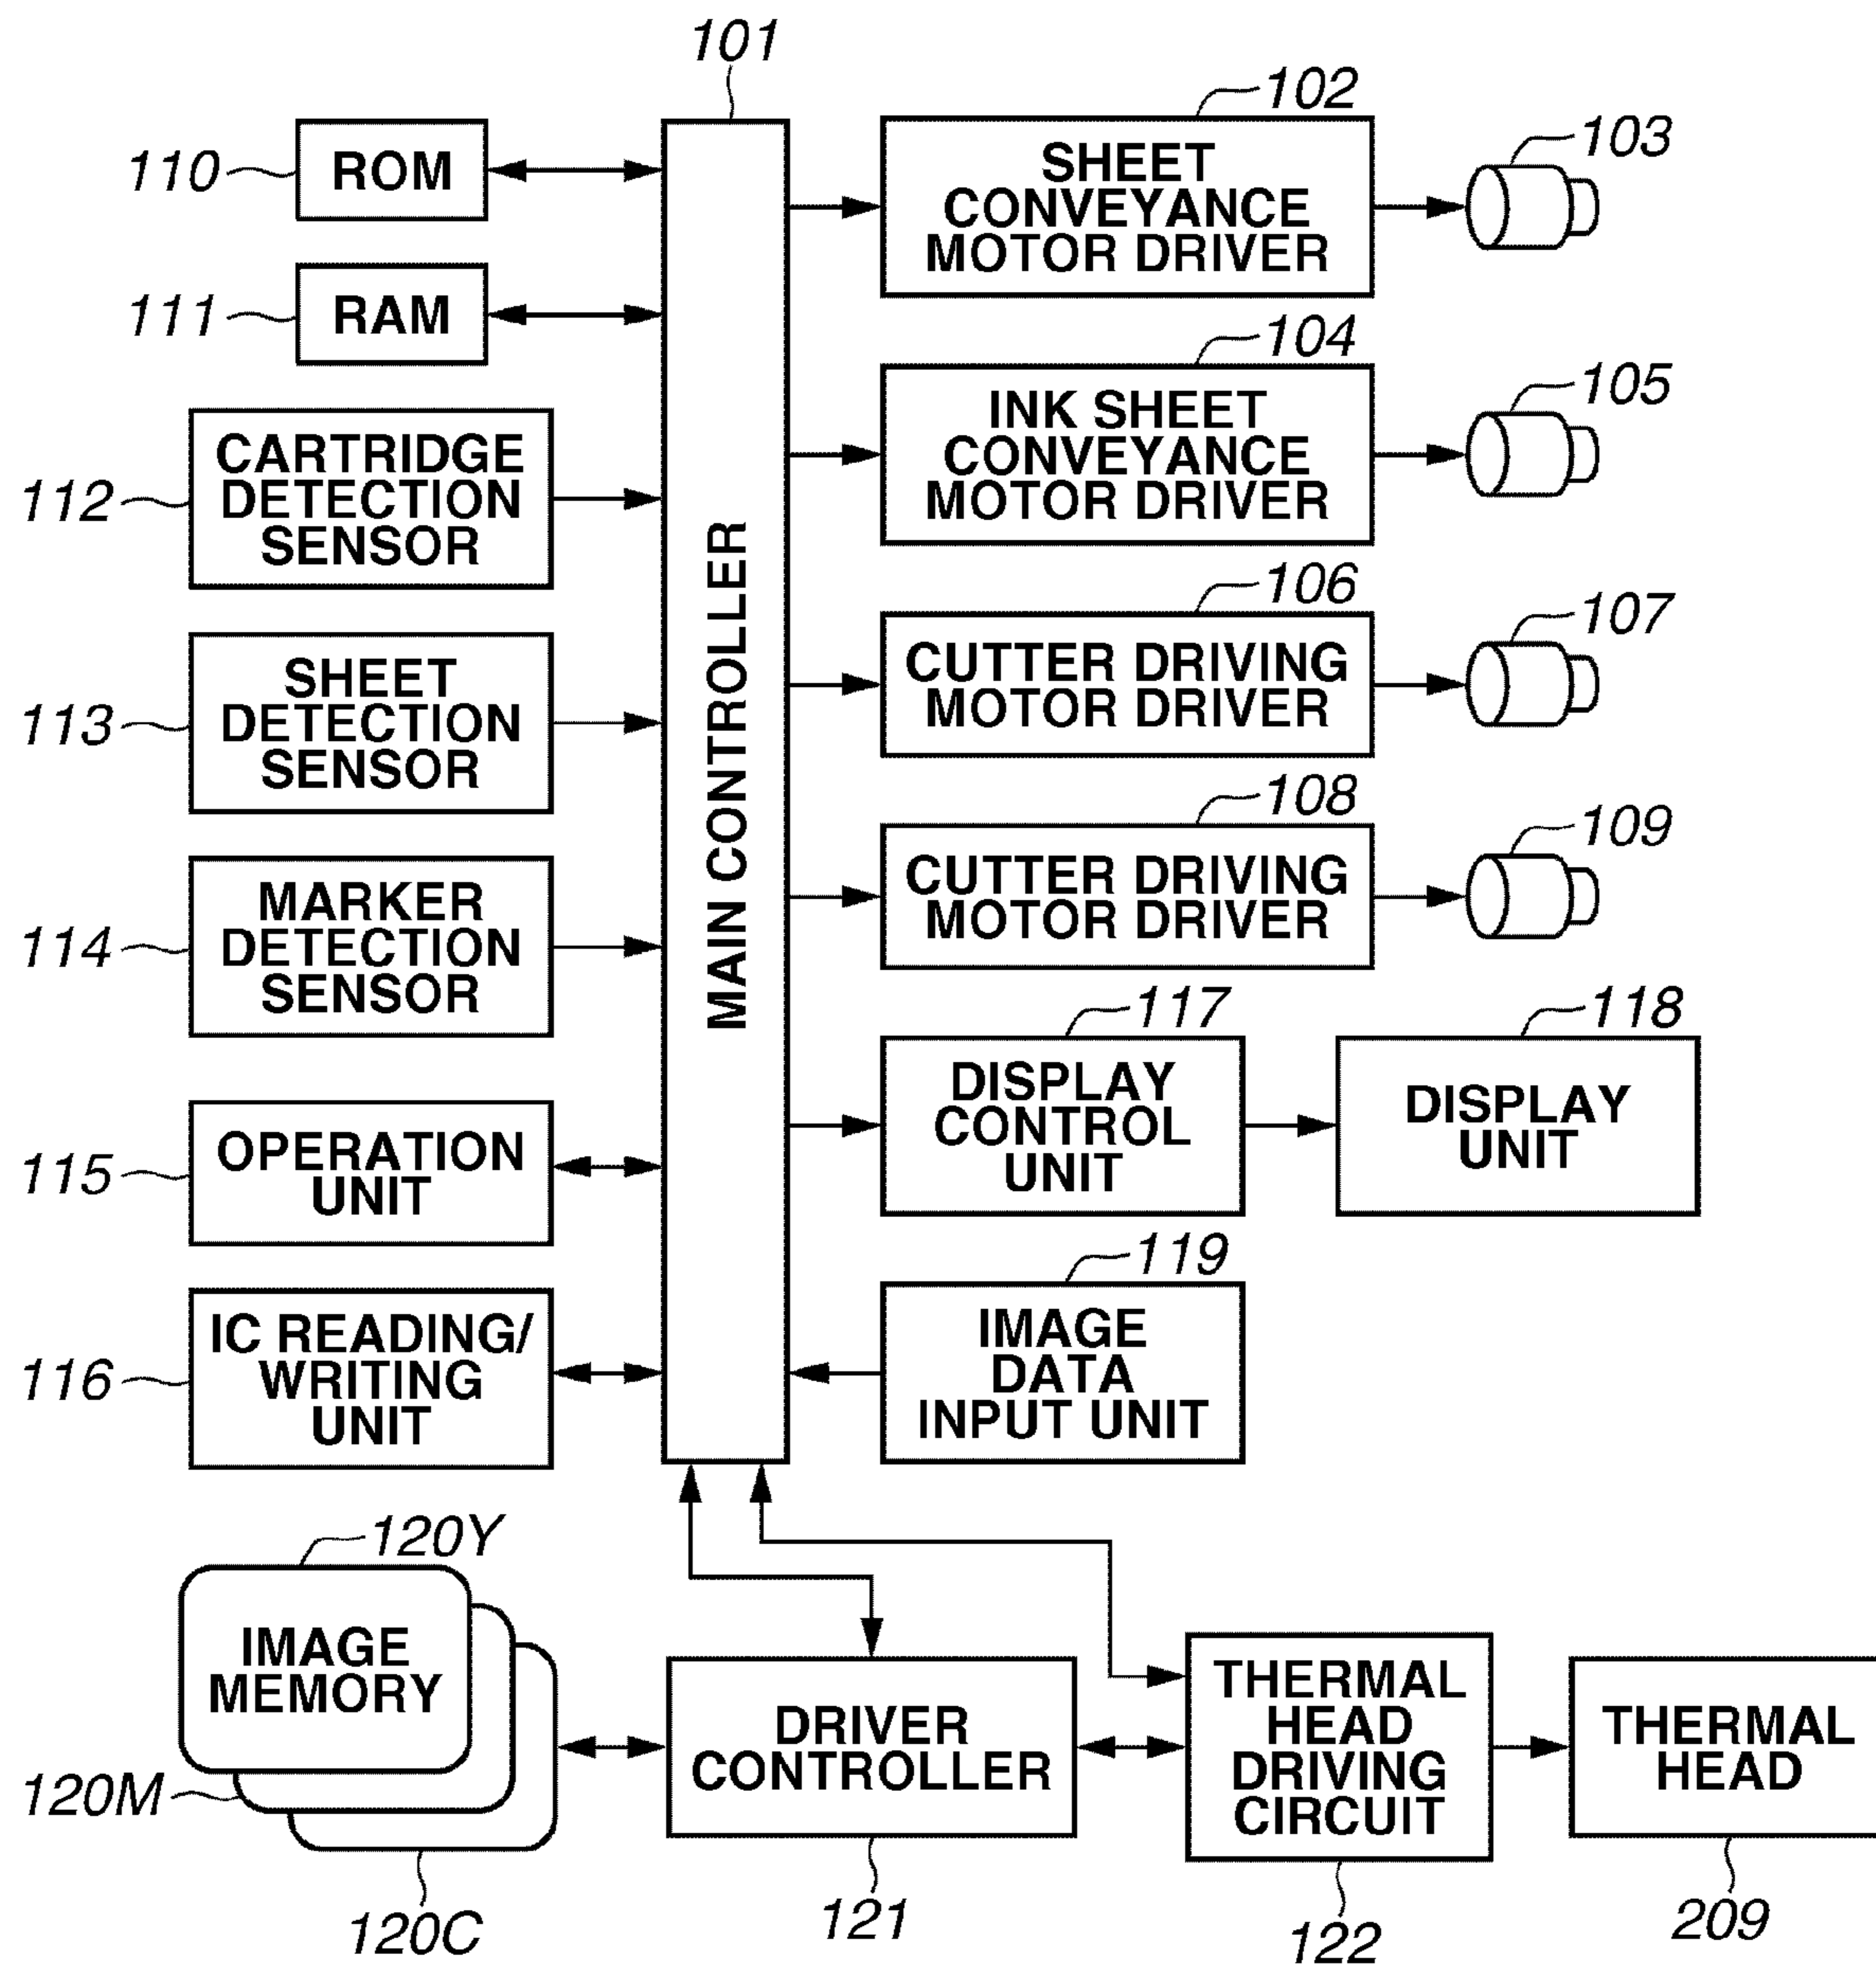 101
102
103
110
ROM
SHEET
CONVEYANCE
MOTOR DRIVER
111
RAM
104
105
INK SHEET
CONVEYANCE
MOTOR DRIVER
112
CARTRIDGE
DETECTION
SENSOR
MAIN CONTROLLER
106
107
CUTTER DRIVING
MOTOR DRIVER
113
SHEET
DETECTION
SENSOR
108
109
CUTTER DRIVING
MOTOR DRIVER
114
MARKER
DETECTION
SENSOR
117
118
DISPLAY
CONTROL
UNIT
DISPLAY
UNIT
115
OPERATION
UNIT
119
IMAGE
DATA
INPUT UNIT
116
IC READING/
WRITING
UNIT
120Y
IMAGE
MEMORY
120M
120C
DRIVER
CONTROLLER
121
THERMAL
HEAD
DRIVING
CIRCUIT
122
THERMAL
HEAD
209